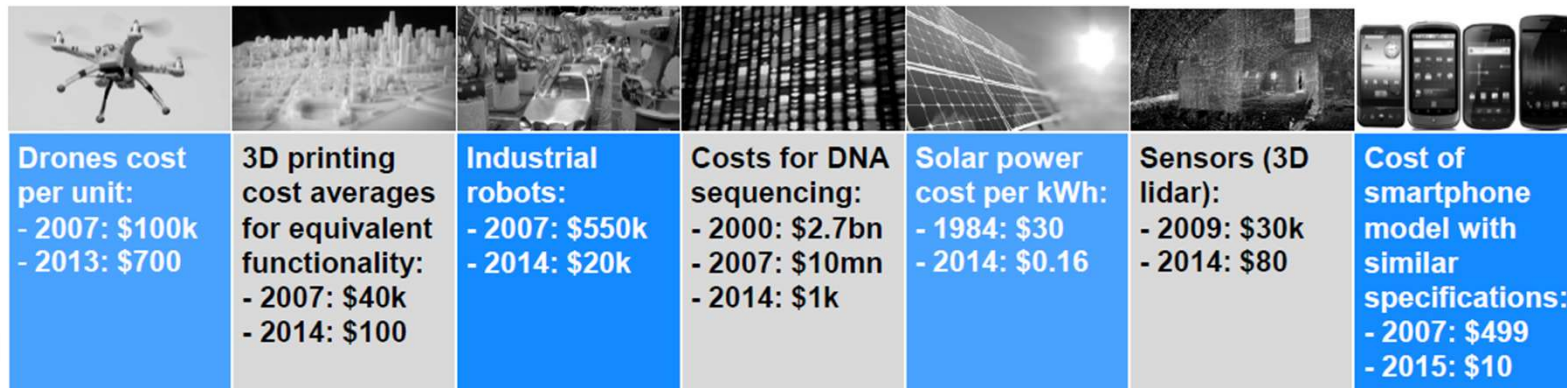 Drones cost
per unit:
- 2007: $100k
- 2013: $700
3D printing
cost averages
for equivalent
functionality:
- 2007: $40k
- 2014: $100
Industrial
robots:
- 2007: $550k
- 2014: $20k
Costs for DNA
sequencing:
- 2000: $2.7bn
- 2007: $10mn
- 2014: $1k
Solar power
cost per kWh:
- 1984: $30
- 2014: $0.16
Sensors (3D
lidar):
- 2009: $30k
- 2014: $80
Cost of
smartphone
model with
similar
specifications:
- 2007: $499
- 2015: $10